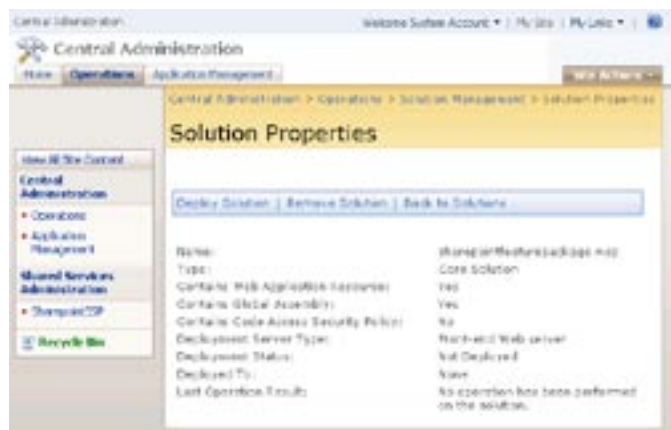 Central Administration
Welcome System Account | My Site | My Links
Central Administration
Home Operations Application Management
Site Actions
Central Administration > Operations > Solution Management > Solution Properties
Solution Properties
View All Site Content
Central
Administration
Operations
Application
Management
Shared Services
Administration
SharepointSSP
Recycle Bin
Deploy Solution | Remove Solution | Back to Solutions
Name: sharepointfeaturepackage.wsp
Type: Core Solution
Contains Web Application Resource: Yes
Contains Global Assembly: Yes
Contains Code Access Security Policy: No
Deployment Server Type: Front-end Web server
Deployment Status: Not Deployed
Deployed To: None
Last Operation Result: No operation has been performed
on the solution.